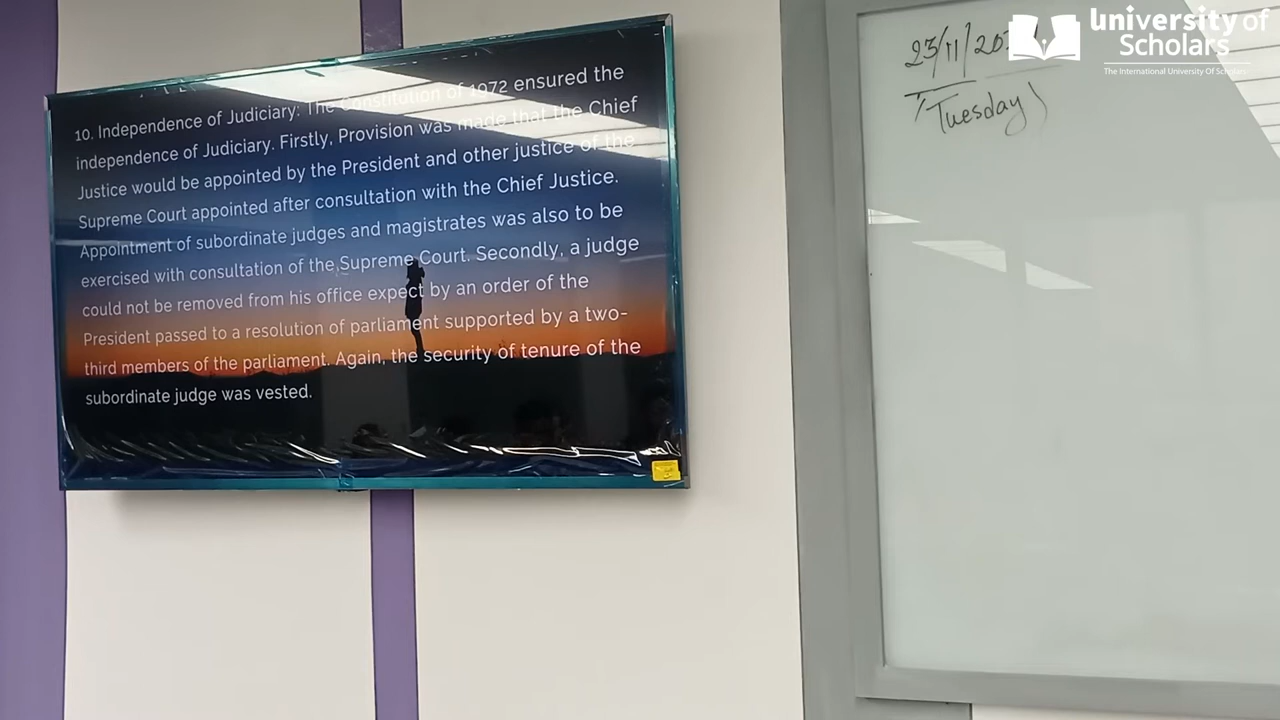 10. Independence of Judiciary: The Constitution of 1972 ensured the
independence of Judiciary. Firstly, Provision was made that the Chief
Justice would be appointed by the President and other justice of the
Supreme Court appointed after consultation with the Chief Justice.
Appointment of subordinate judges and magistrates was also to be
exercised with consultation of the Supreme Court. Secondly, a judge
could not be removed from his office expect by an order of the
President passed to a resolution of parliament supported by a two-
third members of the parliament. Again, the security of tenure of the
subordinate judge was vested.
23/11/20
(Tuesday)
University of
Scholars
The International University Of Scholars